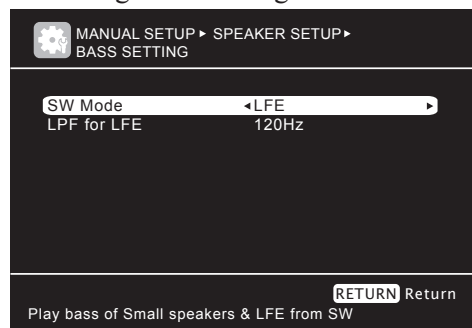 MANUAL SETUP▸ SPEAKER SETUP▸
BASS SETTING
SW Mode ◂LFE ▸
LPF for LFE 120Hz
RETURN Return
Play bass of Small speakers & LFE from SW